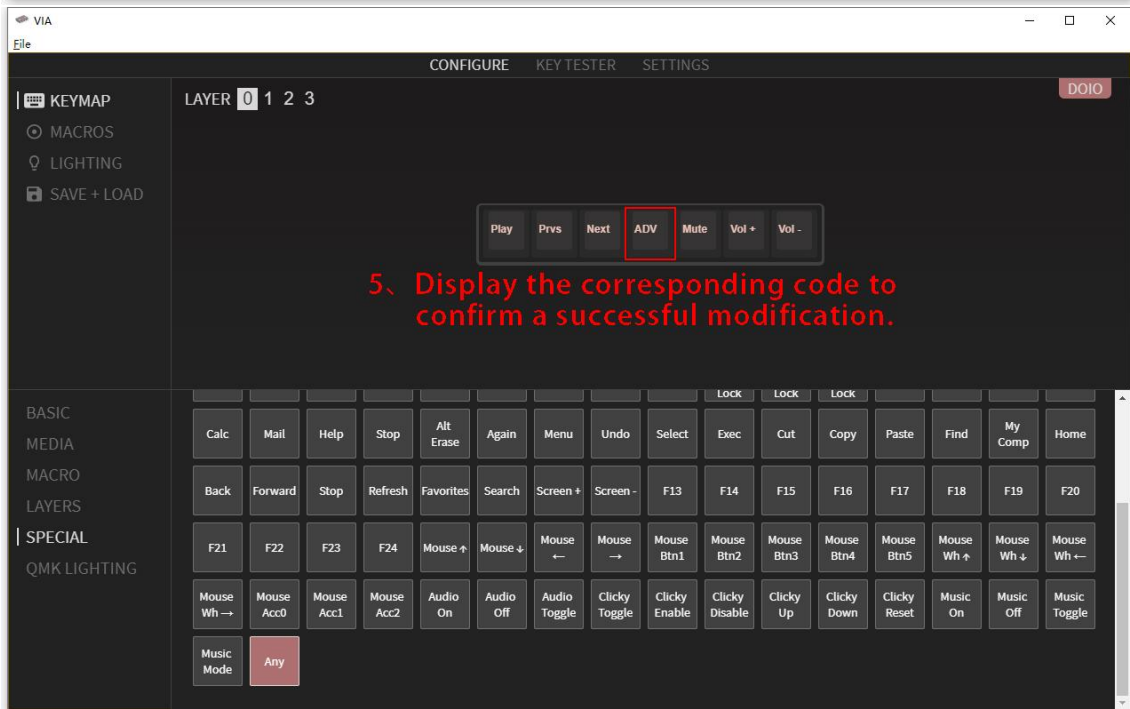 VIA
File
CONFIGURE KEY TESTER SETTINGS
KEYMAP
MACROS
LIGHTING
SAVE + LOAD
LAYER 0 1 2 3
DOIO
Play Prvs Next ADV Mute Vol + Vol -
5、Display the corresponding code to
confirm a successful modification.
BASIC
MEDIA
MACRO
LAYERS
SPECIAL
QMK LIGHTING
Lock Lock Lock
Calc Mail Help Stop Alt Erase Again Menu Undo Select Exec Cut Copy Paste Find My Comp Home
Back Forward Stop Refresh Favorites Search Screen + Screen - F13 F14 F15 F16 F17 F18 F19 F20
F21 F22 F23 F24 Mouse ↑ Mouse ↓ Mouse ← Mouse → Mouse Btn1 Mouse Btn2 Mouse Btn3 Mouse Btn4 Mouse Btn5 Mouse Wh ↑ Mouse Wh ↓ Mouse Wh ←
Mouse Wh → Mouse Acc0 Mouse Acc1 Mouse Acc2 Audio On Audio Off Audio Toggle Clicky Toggle Clicky Enable Clicky Disable Clicky Up Clicky Down Clicky Reset Music On Music Off Music Toggle
Music Mode Any